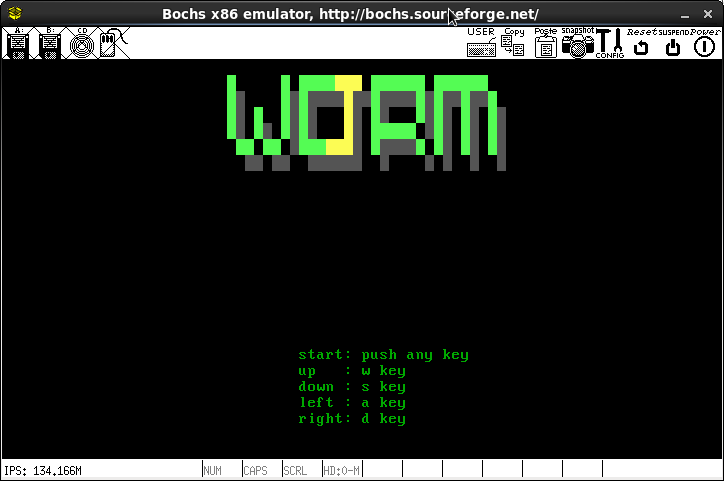 Bochs x86 emulator, http://bochs.sourceforge.net/
A: B: CD USER Copy Paste snapshot CONFIG Reset SUSPEND Power
WORM
start: push any key
up   : w key
down : s key
left : a key
right: d key
IPS: 134.166M NUM CAPS SCRL HD:0-M